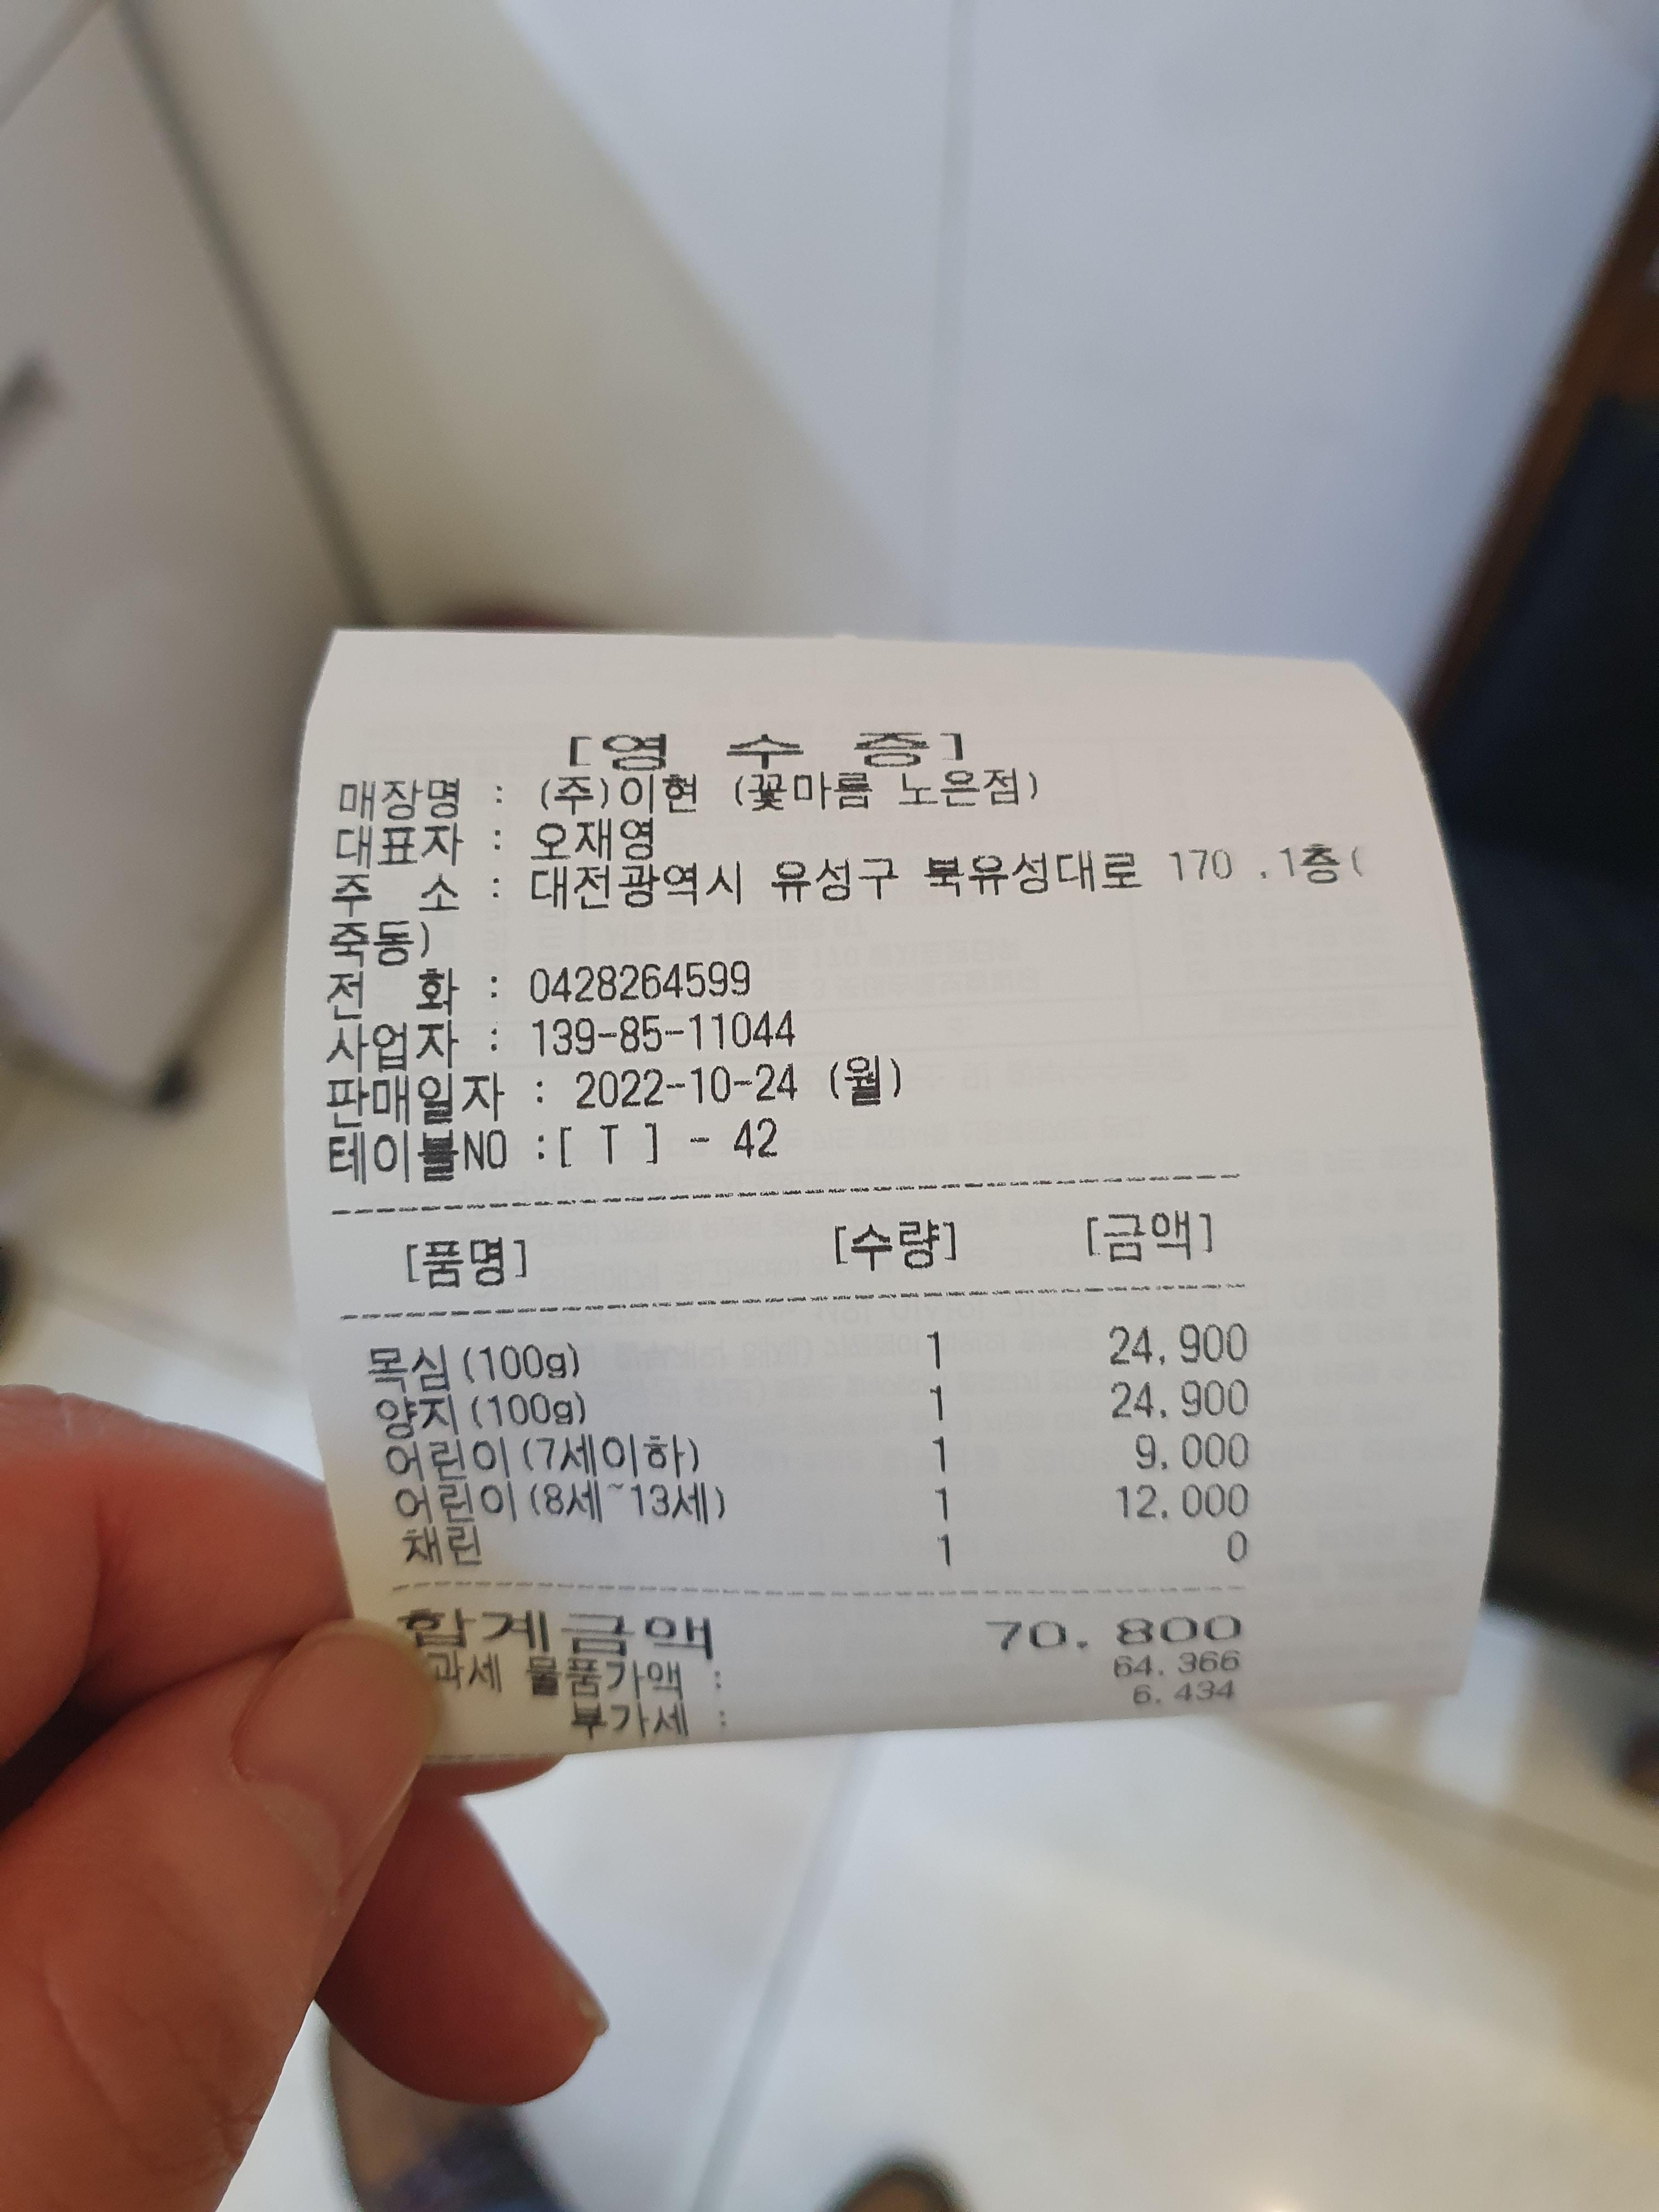 [영 수 증]
매장명 : (주)이현 (꽃마름 노은점)
대표자 : 오재영
주 소 : 대전광역시 유성구 북유성대로 170 .1층(
죽동)
전 화 : 0428264599
사업자 : 139-85-11044
판매일자 : 2022-10-24 (월)
테이블NO :[ T ] - 42
[품명] [수량] [금액]
목심(100g) 1 24,900
양지(100g) 1 24,900
어린이(7세이하) 1 9,000
어린이(8세~13세) 1 12,000
채린 1 0
합계금액 70,800
과세 물품가액 : 64,366
부가세 : 6,434